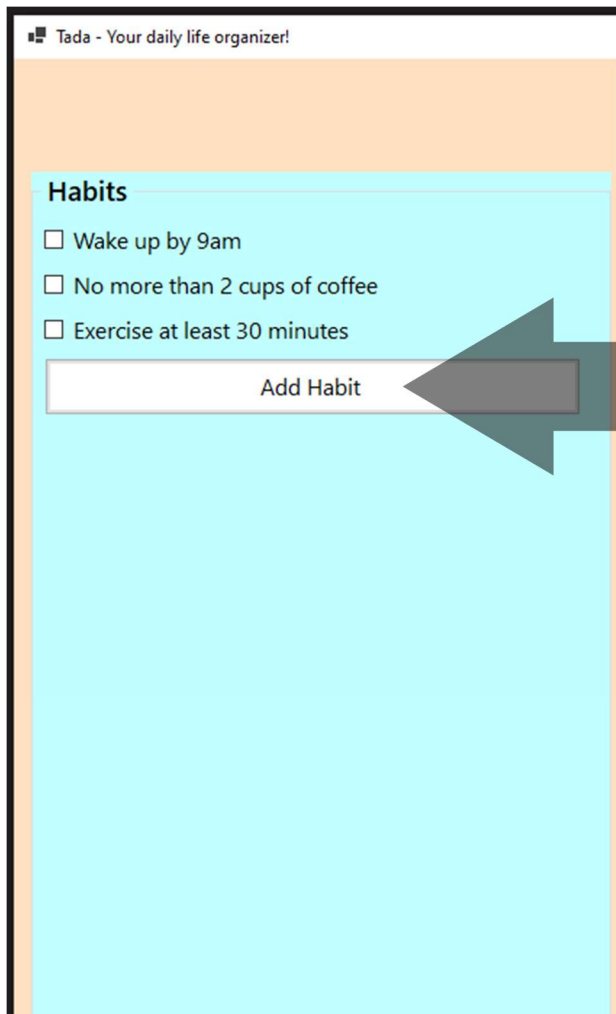 Tada - Your daily life organizer!
Habits
Wake up by 9am
No more than 2 cups of coffee
Exercise at least 30 minutes
Add Habit